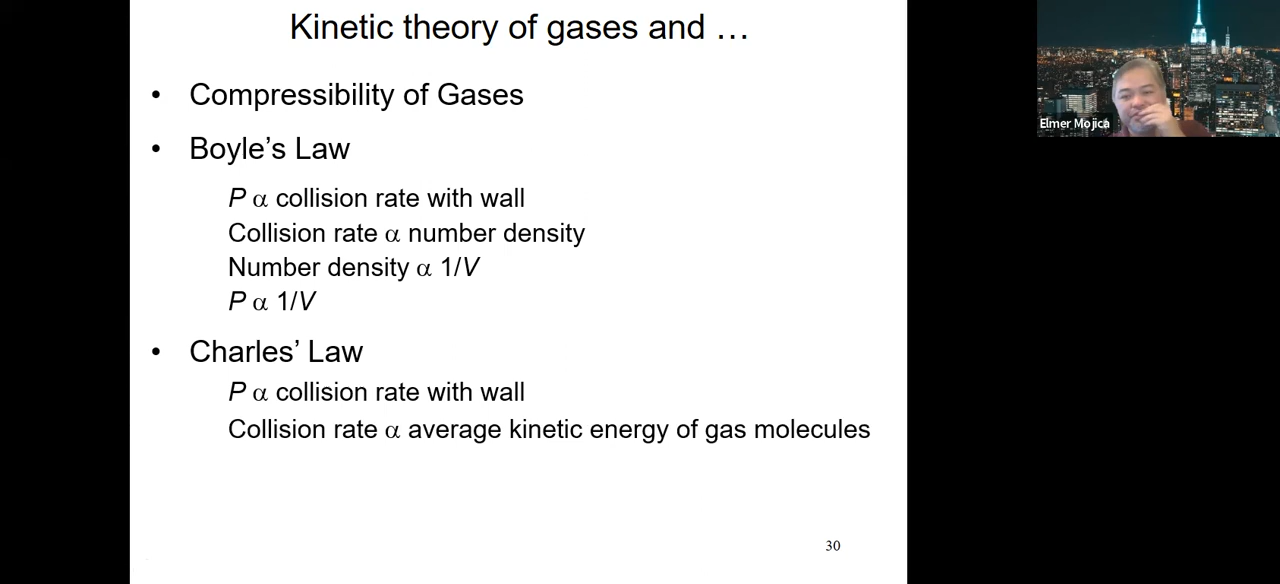 Kinetic theory of gases and …
• Compressibility of Gases
• Boyle’s Law
P α collision rate with wall
Collision rate α number density
Number density α 1/V
P α 1/V
• Charles’ Law
P α collision rate with wall
Collision rate α average kinetic energy of gas molecules
30
Elmer Mojica